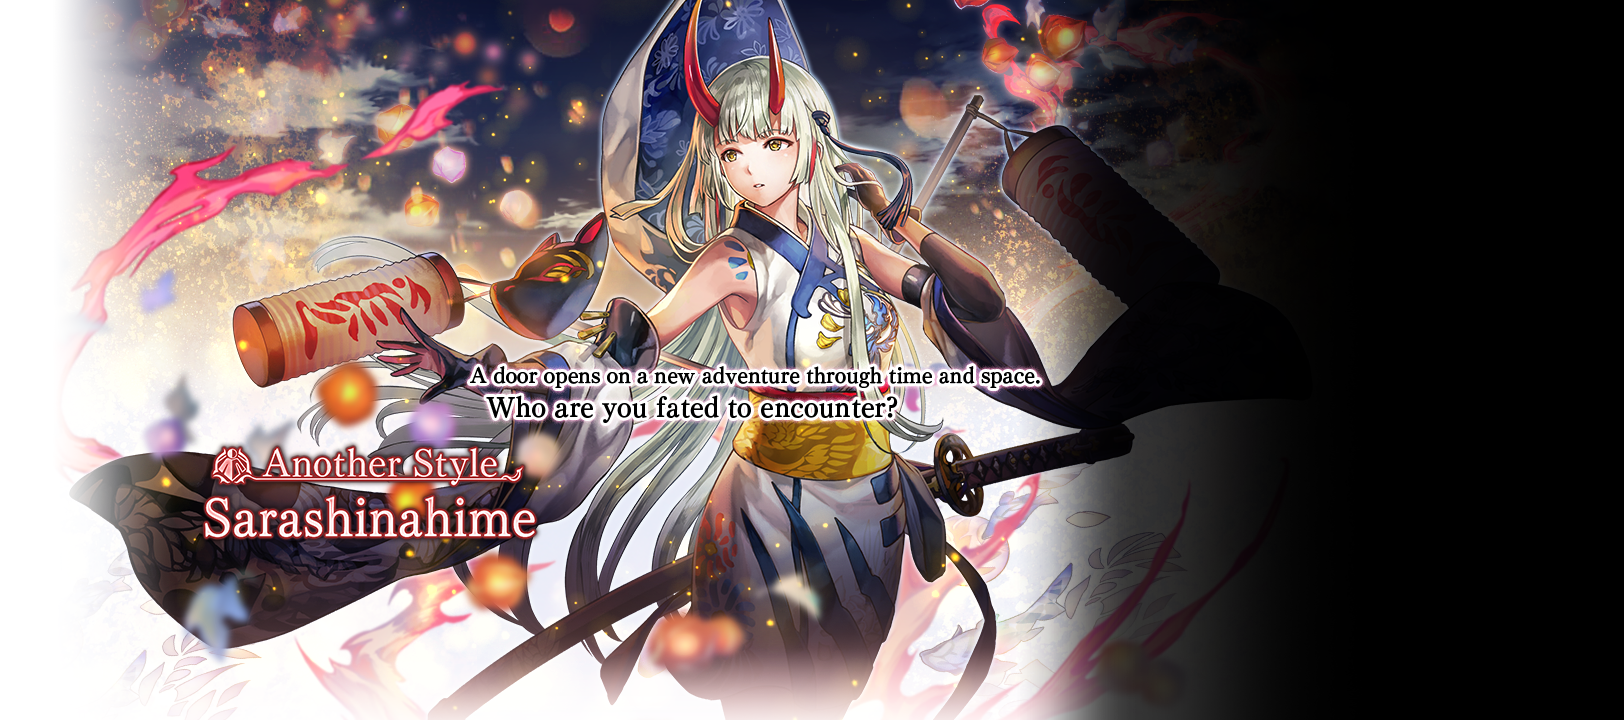 A door opens on a new adventure through time and space.
Who are you fated to encounter?
Another Style
Sarashinahime